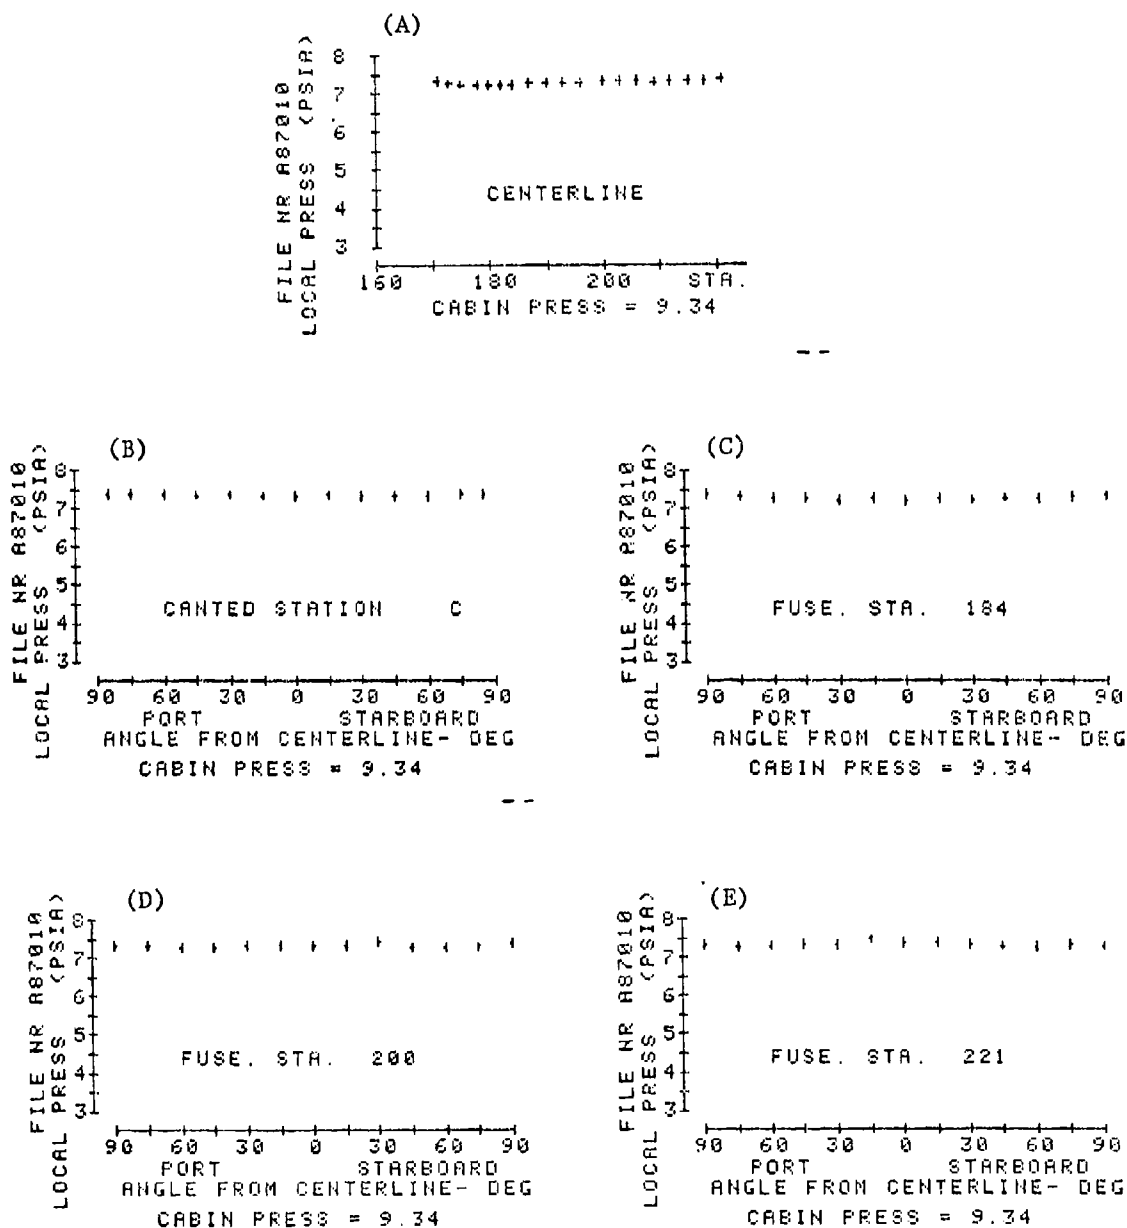 (A)
FILE NR A87010
LOCAL PRESS (PSIA)
8
7
6
5
4
3
CENTERLINE
160 180 200 STA.
CABIN PRESS = 9.34
(B)
FILE NR A87010
LOCAL PRESS (PSIA)
8
7
6
5
4
3
CANTED STATION C
90 60 30 0 30 60 90
PORT STARBOARD
ANGLE FROM CENTERLINE- DEG
CABIN PRESS = 9.34
(C)
FILE NR A87010
LOCAL PRESS (PSIA)
8
7
6
5
4
3
FUSE. STA. 184
90 60 30 0 30 60 90
PORT STARBOARD
ANGLE FROM CENTERLINE- DEG
CABIN PRESS = 9.34
(D)
FILE NR A87010
LOCAL PRESS (PSIA)
8
7
6
5
4
3
FUSE. STA. 200
90 60 30 0 30 60 90
PORT STARBOARD
ANGLE FROM CENTERLINE- DEG
CABIN PRESS = 9.34
(E)
FILE NR A87010
LOCAL PRESS (PSIA)
8
7
6
5
4
3
FUSE. STA. 221
90 60 30 0 30 60 90
PORT STARBOARD
ANGLE FROM CENTERLINE- DEG
CABIN PRESS = 9.34